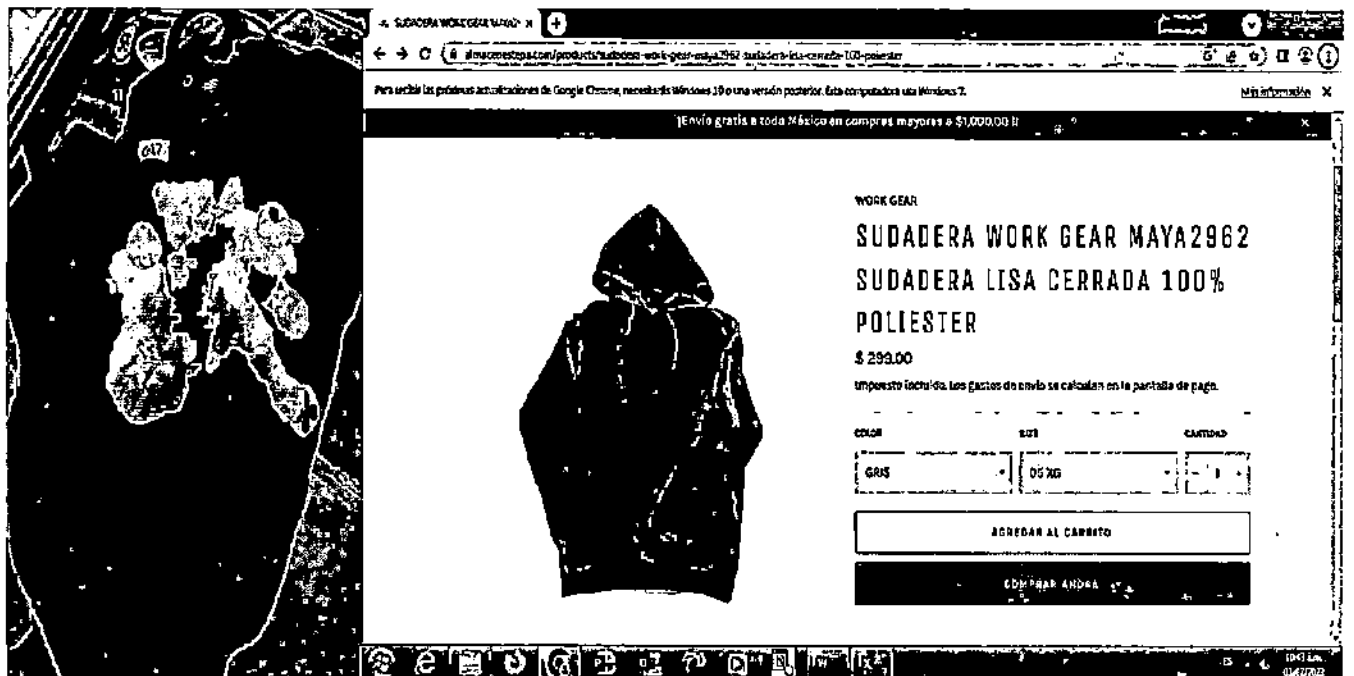 SUDADERA WORK GEAR MAYA2
almacenestepa.com/products/sudadera-work-gear-maya2962-sudadera-lisa-cerrada-100-poliester
Para recibir las próximas actualizaciones de Google Chrome, necesitarás Windows 10 o una versión posterior. Esta computadora usa Windows 7.
Más información
¡Envío gratis a todo México en compras mayores a $1,000.00 !!
WORK GEAR
SUDADERA WORK GEAR MAYA2962
SUDADERA LISA CERRADA 100%
POLIESTER
$ 299.00
Impuesto incluido. Los gastos de envío se calculan en la pantalla de pago.
COLOR SIZE CANTIDAD
GRIS 05 XG 1
AGREGAR AL CARRITO
COMPRAR AHORA
ES